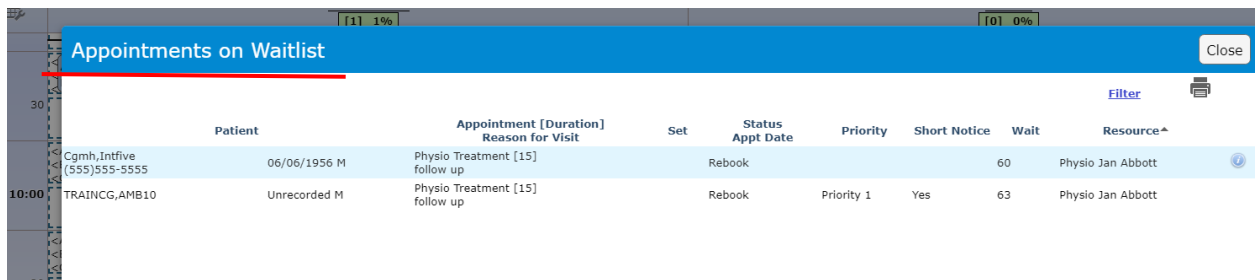 [1] 1% [0] 0%
Appointments on Waitlist
Close
30
Filter
Patient Appointment [Duration] Reason for Visit Set Status Appt Date Priority Short Notice Wait Resource
Cgmh,Intfive 06/06/1956 M Physio Treatment [15] Rebook 60 Physio Jan Abbott
(555)555-5555 follow up
10:00 TRAINCG,AMB10 Unrecorded M Physio Treatment [15] Rebook Priority 1 Yes 63 Physio Jan Abbott
follow up